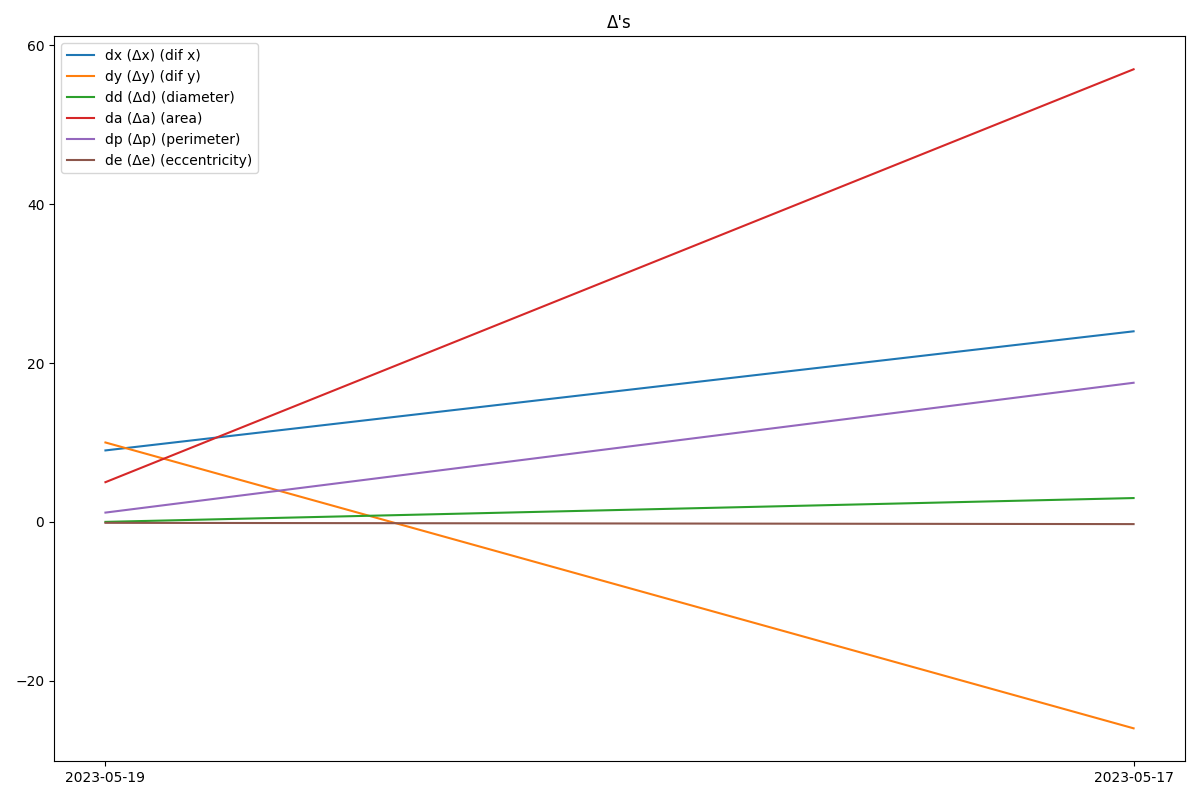 Δ's
dx (Δx) (dif x)
dy (Δy) (dif y)
dd (Δd) (diameter)
da (Δa) (area)
dp (Δp) (perimeter)
de (Δe) (eccentricity)
60
40
20
0
−20
2023-05-19
2023-05-17